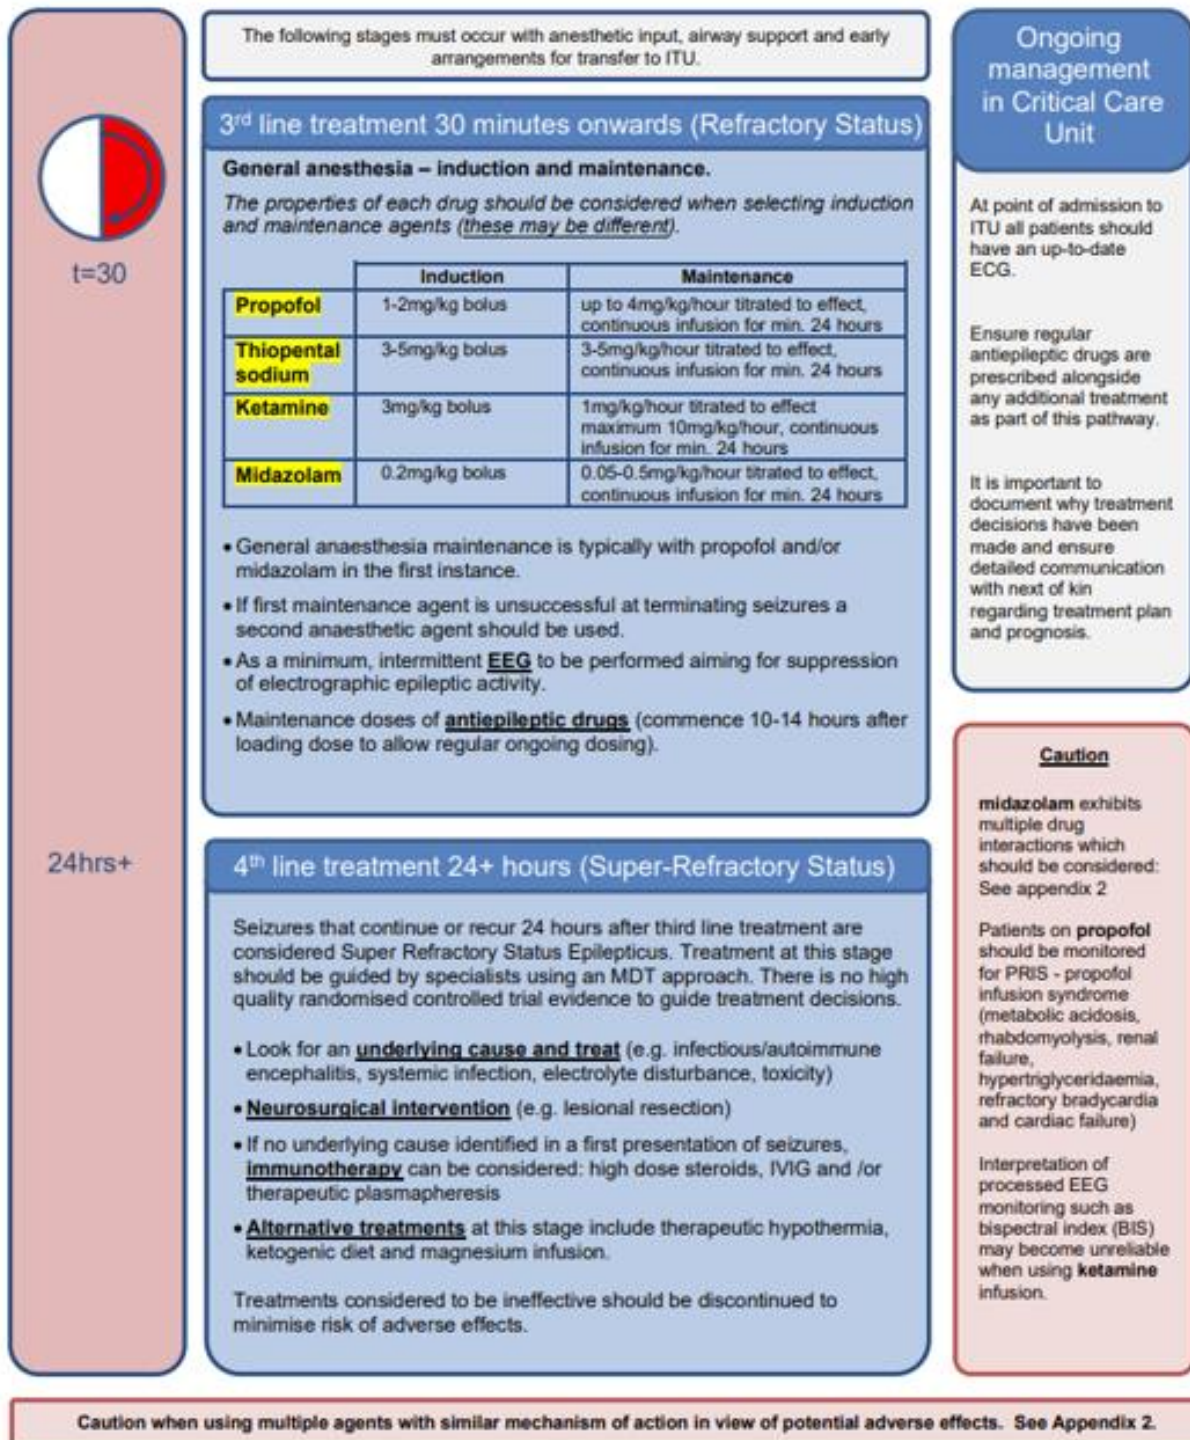 The following stages must occur with anesthetic input, airway support and early
arrangements for transfer to ITU.
t=30
3rd line treatment 30 minutes onwards (Refractory Status)
General anesthesia – induction and maintenance.
The properties of each drug should be considered when selecting induction
and maintenance agents (these may be different).
Induction Maintenance
Propofol 1-2mg/kg bolus up to 4mg/kg/hour titrated to effect,
continuous infusion for min. 24 hours
Thiopental 3-5mg/kg bolus 3-5mg/kg/hour titrated to effect,
sodium continuous infusion for min. 24 hours
Ketamine 3mg/kg bolus 1mg/kg/hour titrated to effect
maximum 10mg/kg/hour, continuous
infusion for min. 24 hours
Midazolam 0.2mg/kg bolus 0.05-0.5mg/kg/hour titrated to effect,
continuous infusion for min. 24 hours
• General anaesthesia maintenance is typically with propofol and/or
midazolam in the first instance.
• If first maintenance agent is unsuccessful at terminating seizures a
second anaesthetic agent should be used.
• As a minimum, intermittent EEG to be performed aiming for suppression
of electrographic epileptic activity.
• Maintenance doses of antiepileptic drugs (commence 10-14 hours after
loading dose to allow regular ongoing dosing).
24hrs+
4th line treatment 24+ hours (Super-Refractory Status)
Seizures that continue or recur 24 hours after third line treatment are
considered Super Refractory Status Epilepticus. Treatment at this stage
should be guided by specialists using an MDT approach. There is no high
quality randomised controlled trial evidence to guide treatment decisions.
• Look for an underlying cause and treat (e.g. infectious/autoimmune
encephalitis, systemic infection, electrolyte disturbance, toxicity)
• Neurosurgical intervention (e.g. lesional resection)
• If no underlying cause identified in a first presentation of seizures,
immunotherapy can be considered: high dose steroids, IVIG and /or
therapeutic plasmapheresis
• Alternative treatments at this stage include therapeutic hypothermia,
ketogenic diet and magnesium infusion.
Treatments considered to be ineffective should be discontinued to
minimise risk of adverse effects.
Ongoing
management
in Critical Care
Unit
At point of admission to
ITU all patients should
have an up-to-date
ECG.
Ensure regular
antiepileptic drugs are
prescribed alongside
any additional treatment
as part of this pathway.
It is important to
document why treatment
decisions have been
made and ensure
detailed communication
with next of kin
regarding treatment plan
and prognosis.
Caution
midazolam exhibits
multiple drug
interactions which
should be considered:
See appendix 2
Patients on propofol
should be monitored
for PRIS - propofol
infusion syndrome
(metabolic acidosis,
rhabdomyolysis, renal
failure,
hypertriglyceridaemia,
refractory bradycardia
and cardiac failure)
Interpretation of
processed EEG
monitoring such as
bispectral index (BIS)
may become unreliable
when using ketamine
infusion.
Caution when using multiple agents with similar mechanism of action in view of potential adverse effects. See Appendix 2.